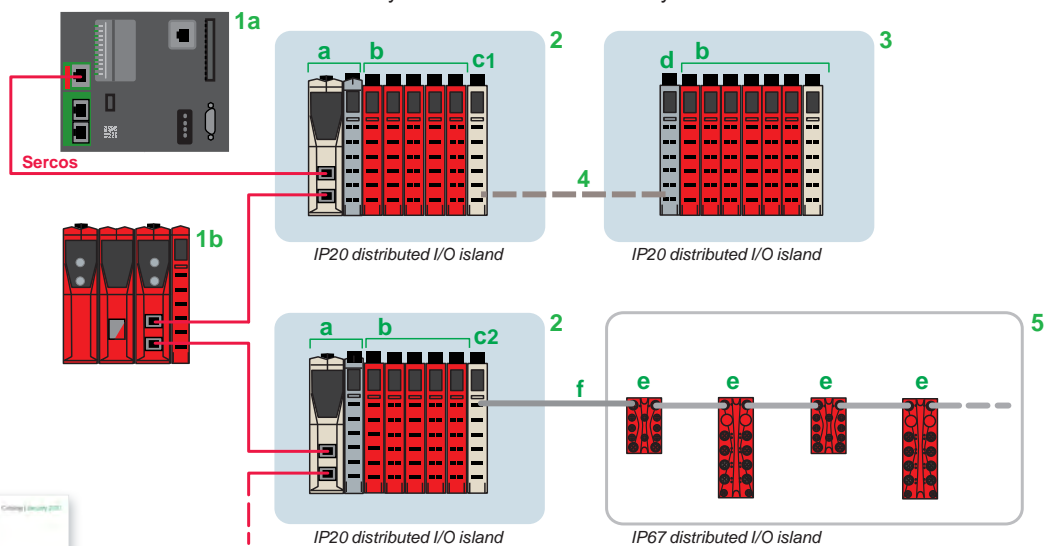 1a
2
3
a
b
c1
d
b
Sercos
4
1b
IP20 distributed I/O island
IP20 distributed I/O island
2
5
a
b
c2
f
e
e
e
e
IP20 distributed I/O island
IP67 distributed I/O island